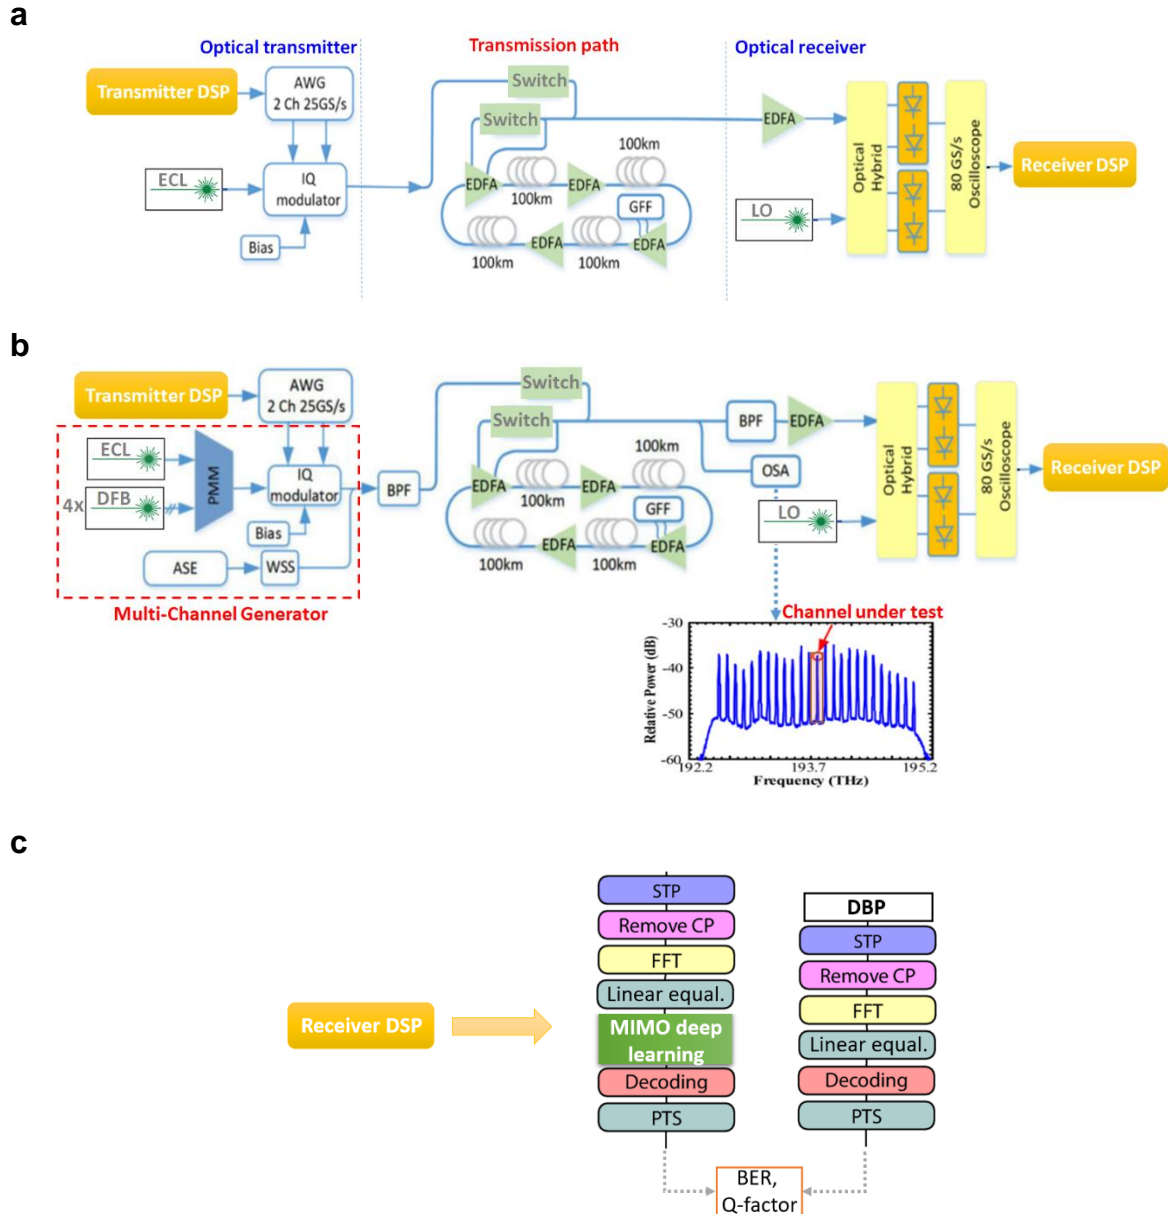 a
Optical transmitter
Transmission path
Optical receiver
Transmitter DSP
AWG
2 Ch 25GS/s
ECL
IQ
modulator
Bias
Switch
Switch
EDFA
100km
EDFA
100km
GFF
EDFA
100km
EDFA
100km
EDFA
LO
Optical
Hybrid
80 GS/s
Oscilloscope
Receiver DSP
b
Transmitter DSP
AWG
2 Ch 25GS/s
ECL
4x
DFB
PMM
IQ
modulator
Bias
ASE
WSS
Multi-Channel Generator
BPF
Switch
Switch
EDFA
100km
EDFA
100km
GFF
EDFA
100km
EDFA
100km
BPF
EDFA
OSA
LO
Optical
Hybrid
80 GS/s
Oscilloscope
Receiver DSP
Channel under test
Relative Power (dB)
-30
-40
-50
-60
192.2
193.7
195.2
Frequency (THz)
c
Receiver DSP
STP
Remove CP
FFT
Linear equal.
MIMO deep
learning
Decoding
PTS
DBP
STP
Remove CP
FFT
Linear equal.
Decoding
PTS
BER,
Q-factor